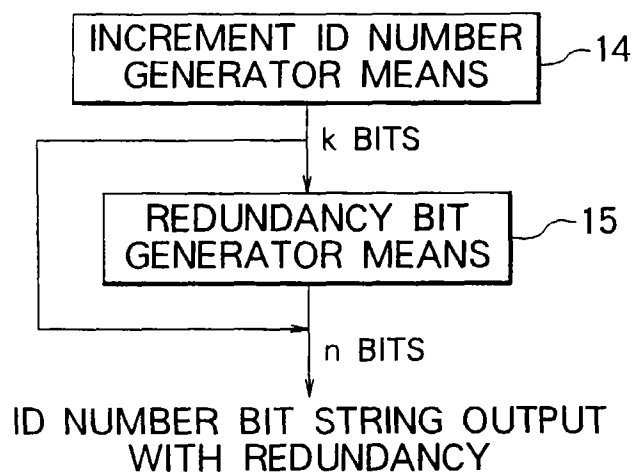 INCREMENT ID NUMBER
GENERATOR MEANS
14
k BITS
REDUNDANCY BIT
GENERATOR MEANS
15
n BITS
ID NUMBER BIT STRING OUTPUT
WITH REDUNDANCY